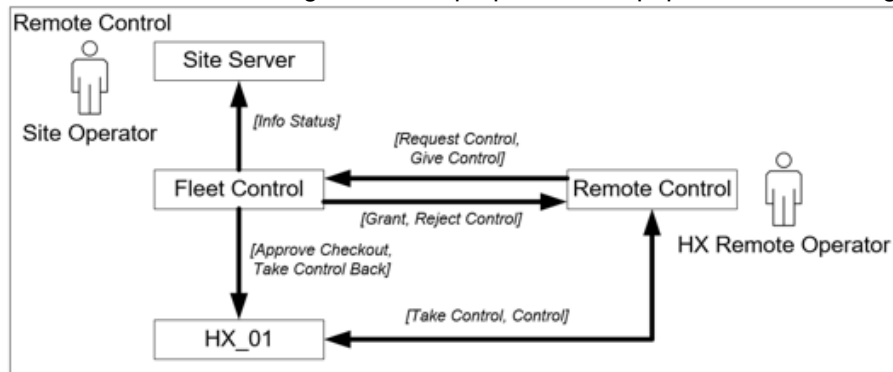 Remote Control
Site Server
Site Operator
[Info Status]
[Request Control,
Give Control]
Fleet Control
Remote Control
[Grant, Reject Control]
HX Remote Operator
[Approve Checkout,
Take Control Back]
[Take Control, Control]
HX_01